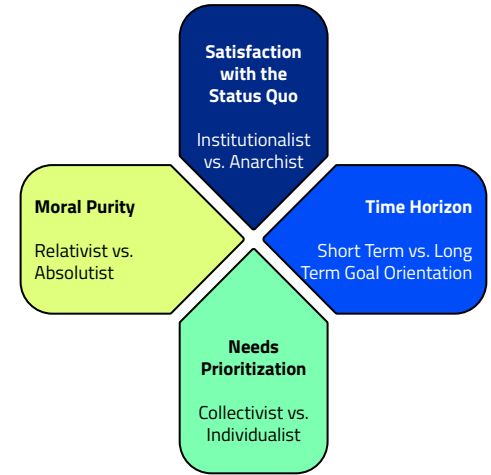 Satisfaction
with the
Status Quo
Institutionalist
vs. Anarchist
Moral Purity
Relativist vs.
Absolutist
Time Horizon
Short Term vs. Long
Term Goal Orientation
Needs
Prioritization
Collectivist vs.
Individualist